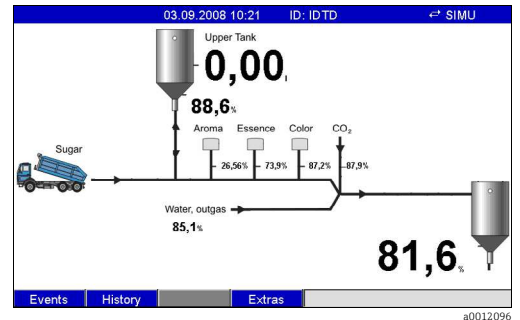 03.09.2008 10:21 ID: IDTD ⇄ SIMU
Upper Tank
0,00 l
88,6 %
Aroma Essence Color CO₂
Sugar
26,56% 73,9% 87,2% 87,9%
Water, outgas
85,1 %
81,6 %
Events History Extras
a0012096